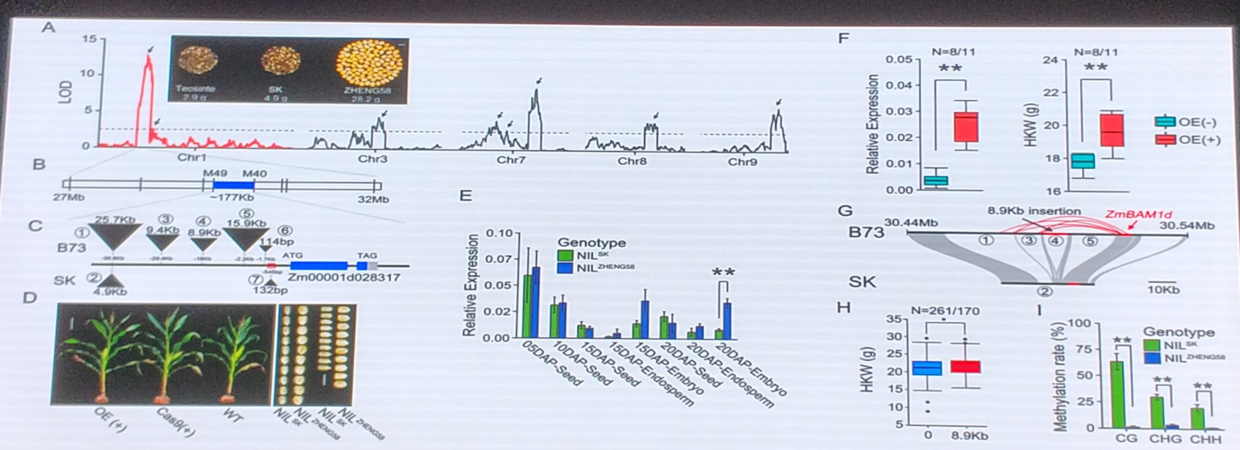 A
15
10
5
0
LOD
Teosinte
2.9 g
SK
4.9 g
ZHENG58
28.2 g
Chr1
Chr3
Chr7
Chr8
Chr9
B
M49
M40
27Mb
~177Kb
32Mb
C
25.7Kb
①
③
9.4Kb
④
8.9Kb
⑤
15.9Kb
⑥
114bp
B73
ATG
TAG
SK
②
4.9Kb
⑦
132bp
Zm00001d028317
D
OE (+)
Cas9(+)
WT
NIL SK
NIL ZHENG58
NIL SK
NIL ZHENG58
E
Relative Expression
0.10
0.07
0.05
0.02
0.00
Genotype
NIL SK
NIL ZHENG58
**
05DAP-Seed
10DAP-Seed
15DAP-Seed
15DAP-Endosperm
15DAP-Embryo
20DAP-Seed
20DAP-Endosperm
20DAP-Embryo
F
N=8/11
**
Relative Expression
0.05
0.04
0.03
0.02
0.01
0.00
N=8/11
**
HKW (g)
24
22
20
18
16
OE(-)
OE(+)
G
30.44Mb
8.9Kb insertion
ZmBAM1d
30.54Mb
B73
①
③
④
⑤
SK
②
10Kb
H
N=261/170
*
HKW (g)
35
30
25
20
15
10
5
0
8.9Kb
I
Methylation rate (%)
100
75
50
25
0
Genotype
NIL SK
NIL ZHENG58
**
**
**
CG
CHG
CHH